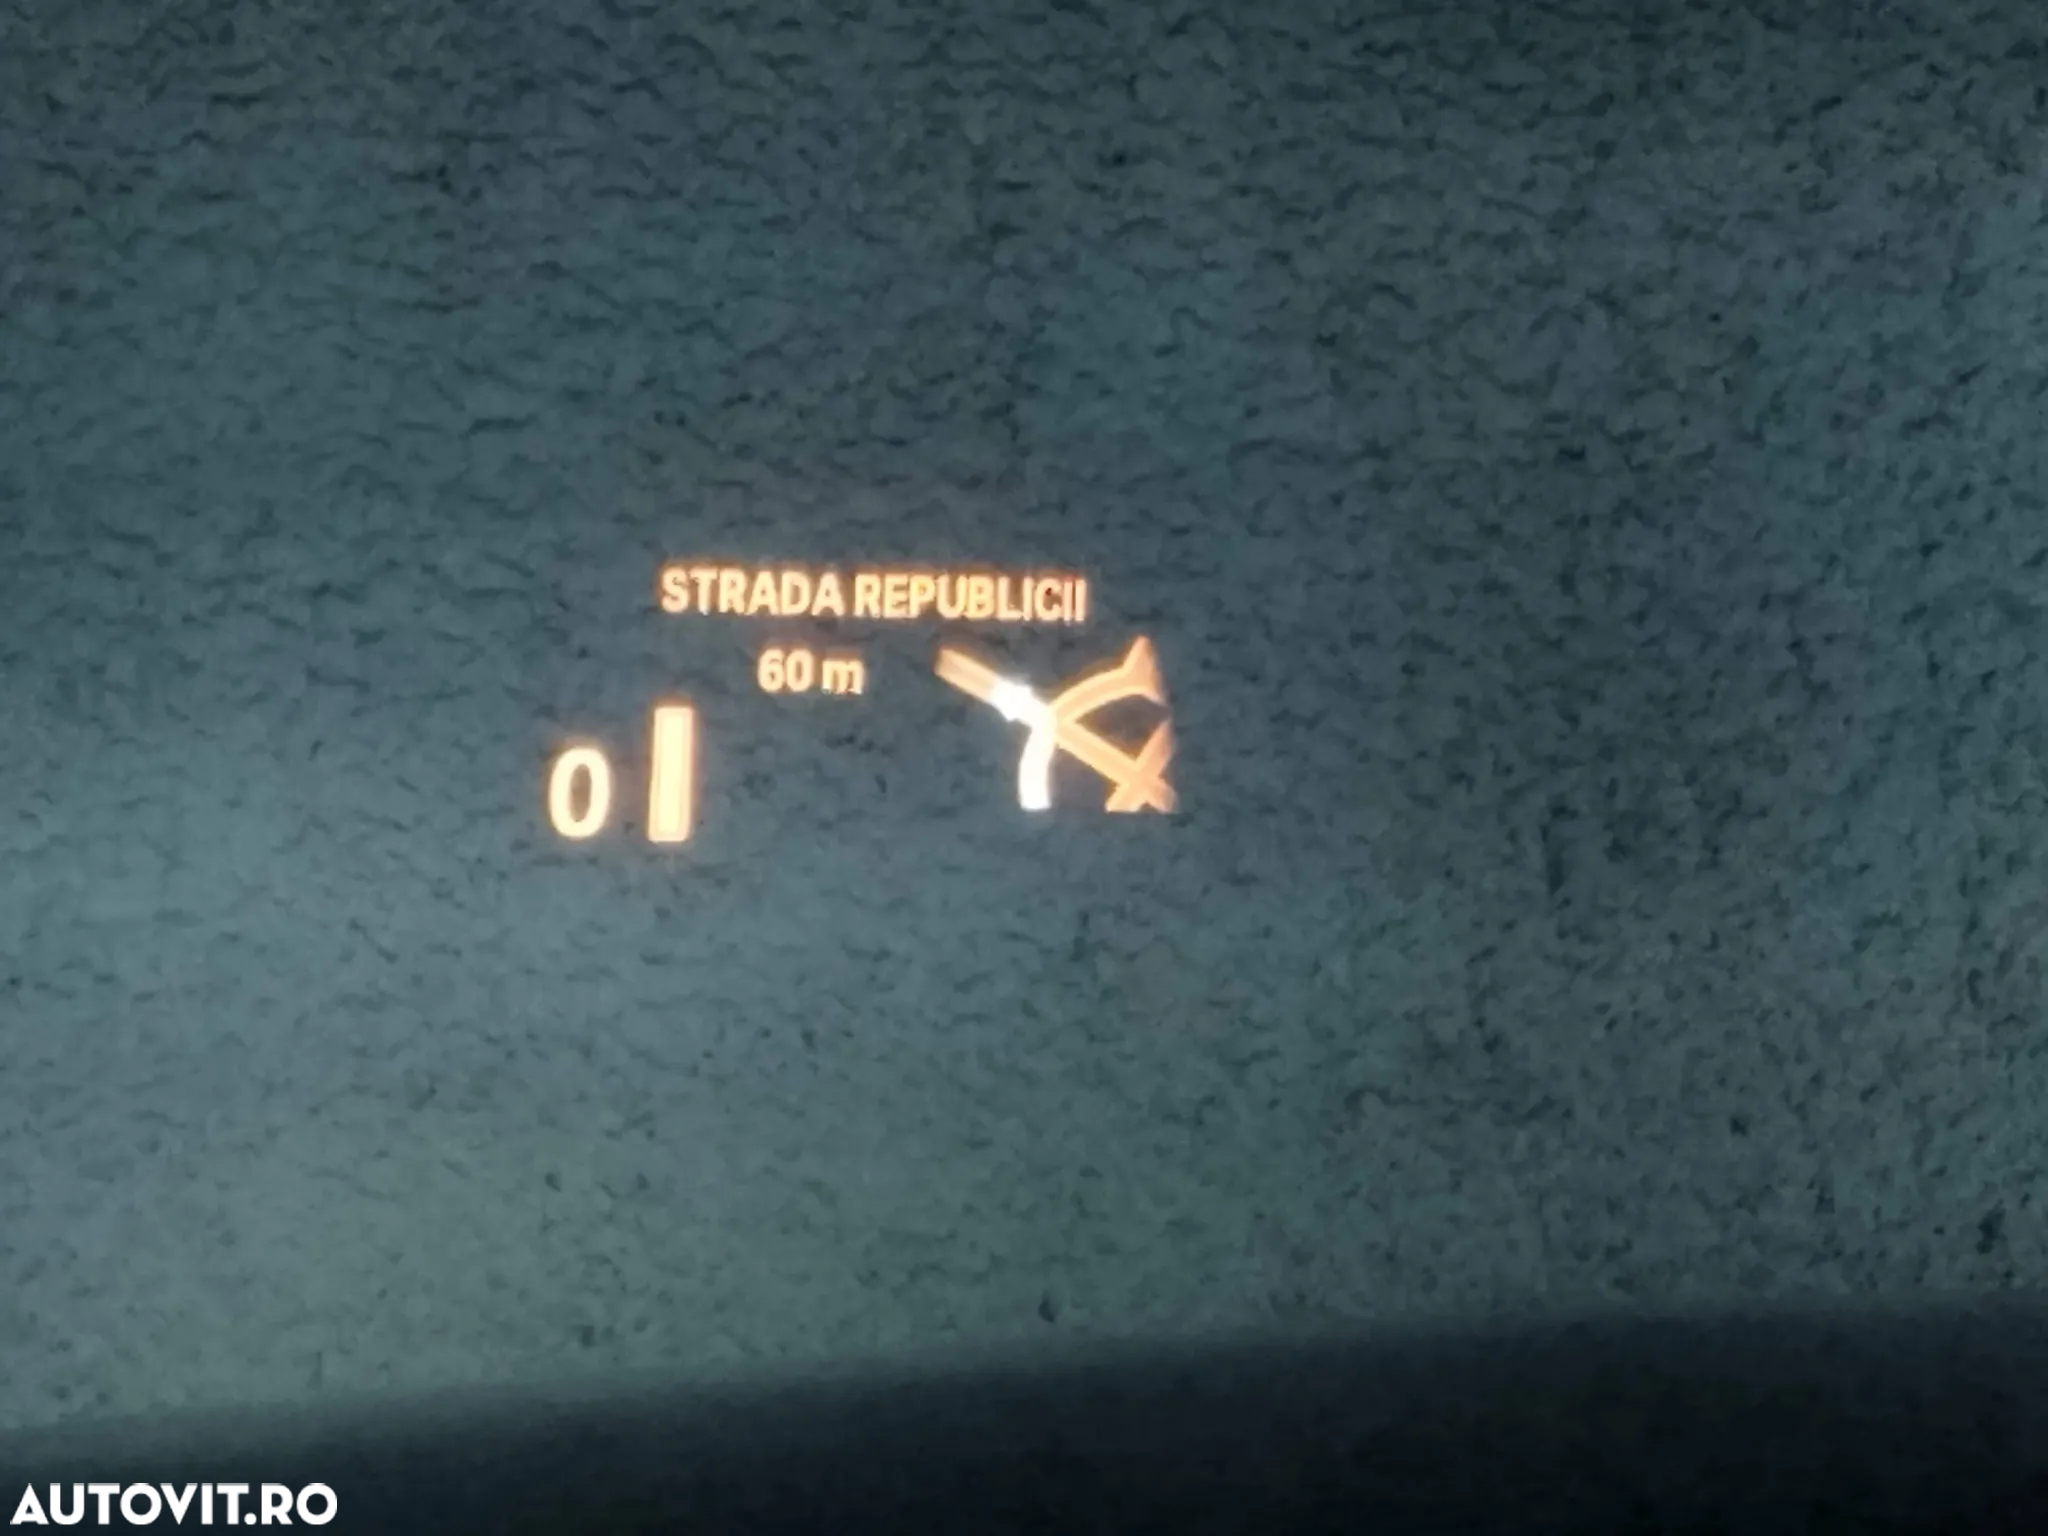 STRADA REPUBLICII
60 m
0
AUTOVIT.RO